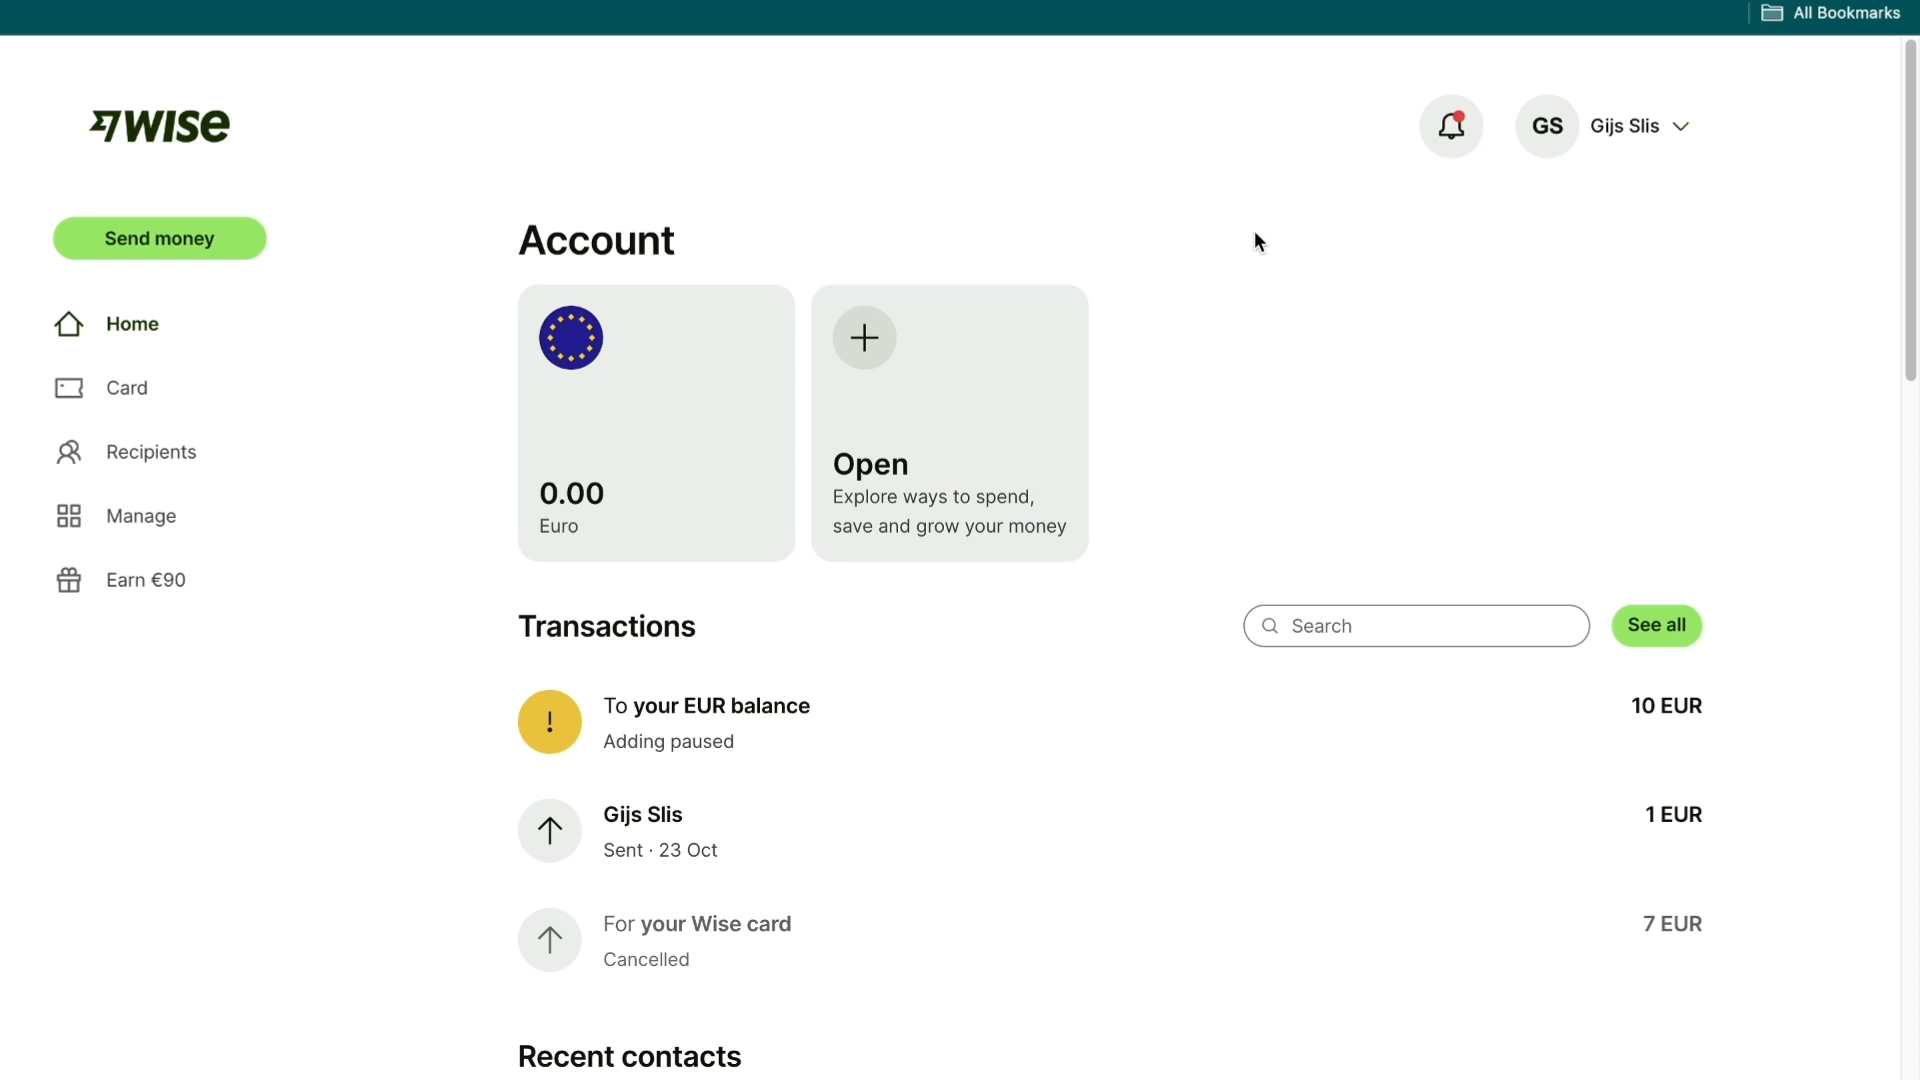 All Bookmarks
WISE
GS
Gijs Slis
Send money
Account
Home
Card
Recipients
Manage
Earn €90
0.00
Euro
Open
Explore ways to spend,
save and grow your money
Transactions
Search
See all
To your EUR balance
10 EUR
Adding paused
Gijs Slis
1 EUR
Sent · 23 Oct
For your Wise card
7 EUR
Cancelled
Recent contacts